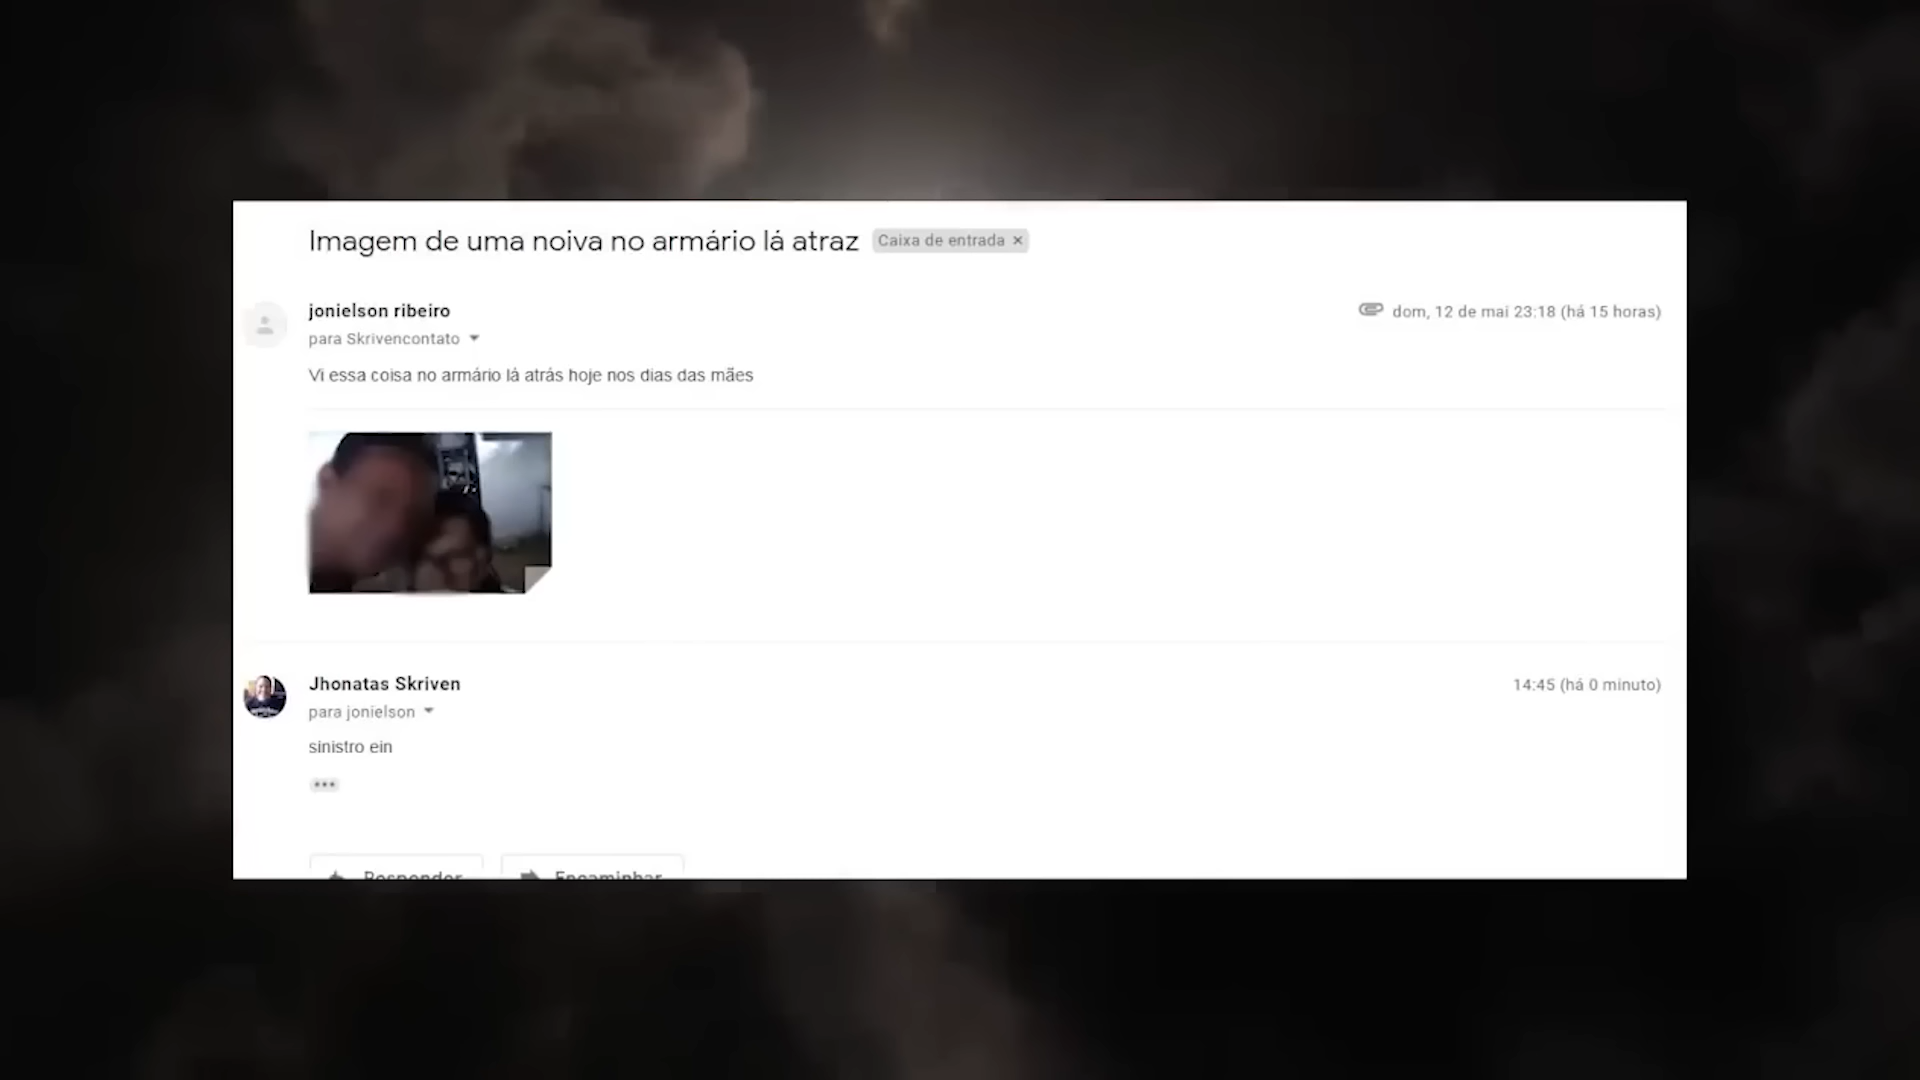 Imagem de uma noiva no armário lá atraz Caixa de entrada ×
jonielson ribeiro
dom, 12 de mai 23:18 (há 15 horas)
para Skrivencontato
Vi essa coisa no armário lá atrás hoje nos dias das mães
Jhonatas Skriven
14:45 (há 0 minuto)
para jonielson
sinistro ein
•••
Responder Encaminhar